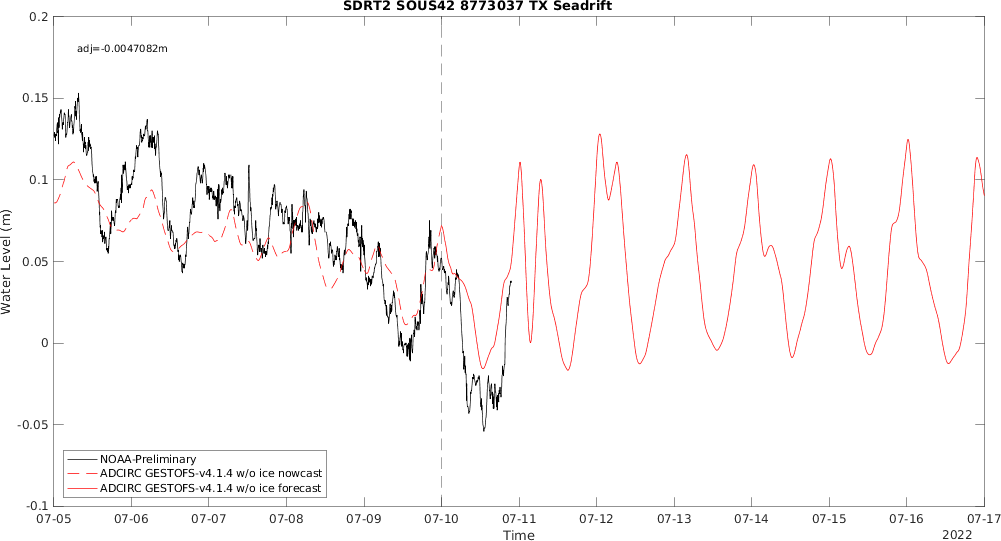 SDRT2 SOUS42 8773037 TX Seadrift
adj=-0.0047082m
0.2
0.15
0.1
0.05
0
-0.05
-0.1
Water Level (m)
NOAA-Preliminary
ADCIRC GESTOFS-v4.1.4 w/o ice nowcast
ADCIRC GESTOFS-v4.1.4 w/o ice forecast
07-05 07-06 07-07 07-08 07-09 07-10 07-11 07-12 07-13 07-14 07-15 07-16 07-17
Time
2022